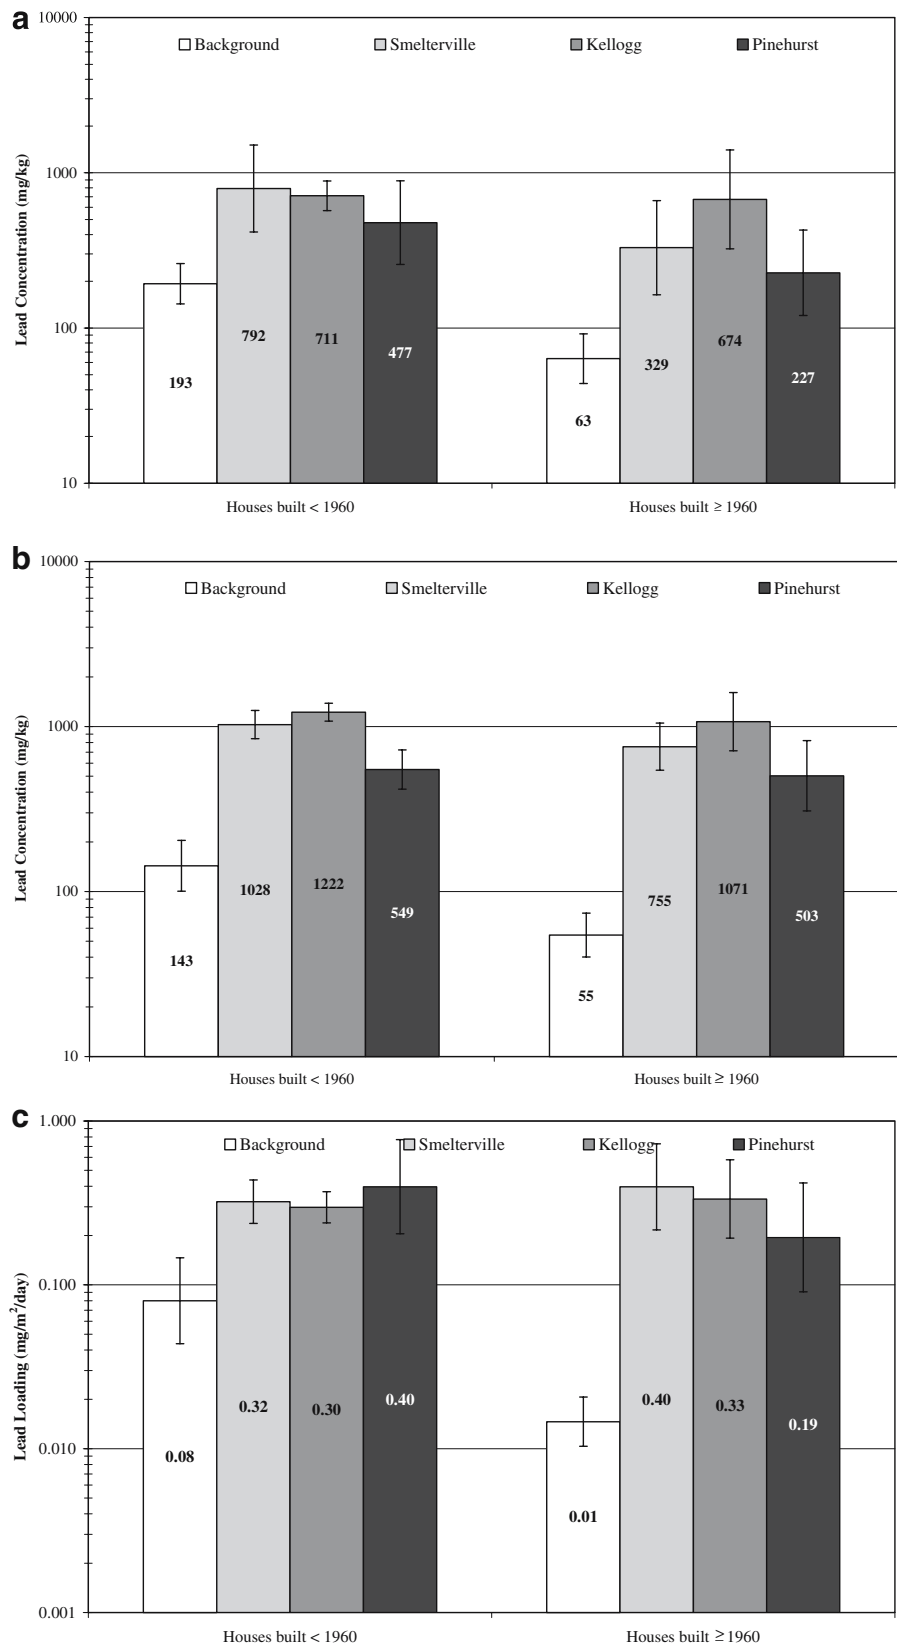 a
10000
Background Smelterville Kellogg Pinehurst
1000
Lead Concentration (mg/kg)
100
10
193
792
711
477
63
329
674
227
Houses built < 1960
Houses built ≥ 1960
b
10000
Background Smelterville Kellogg Pinehurst
1000
Lead Concentration (mg/kg)
100
10
143
1028
1222
549
55
755
1071
503
Houses built < 1960
Houses built ≥ 1960
c
1.000
Background Smelterville Kellogg Pinehurst
0.100
Lead Loading (mg/m²/day)
0.010
0.001
0.08
0.32
0.30
0.40
0.01
0.40
0.33
0.19
Houses built < 1960
Houses built ≥ 1960